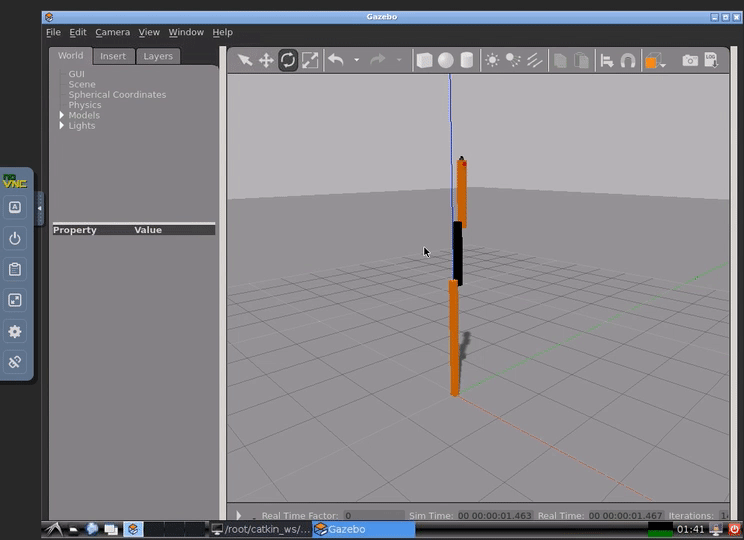 Gazebo
File Edit Camera View Window Help
World Insert Layers
GUI
Scene
Spherical Coordinates
Physics
Models
Lights
Property Value
no
VNC
A
LOG
Real Time Factor: 0 Sim Time: 00 00:00:01.463 Real Time: 00 00:00:01.467 Iterations:
/root/catkin_ws/... Gazebo 01:41